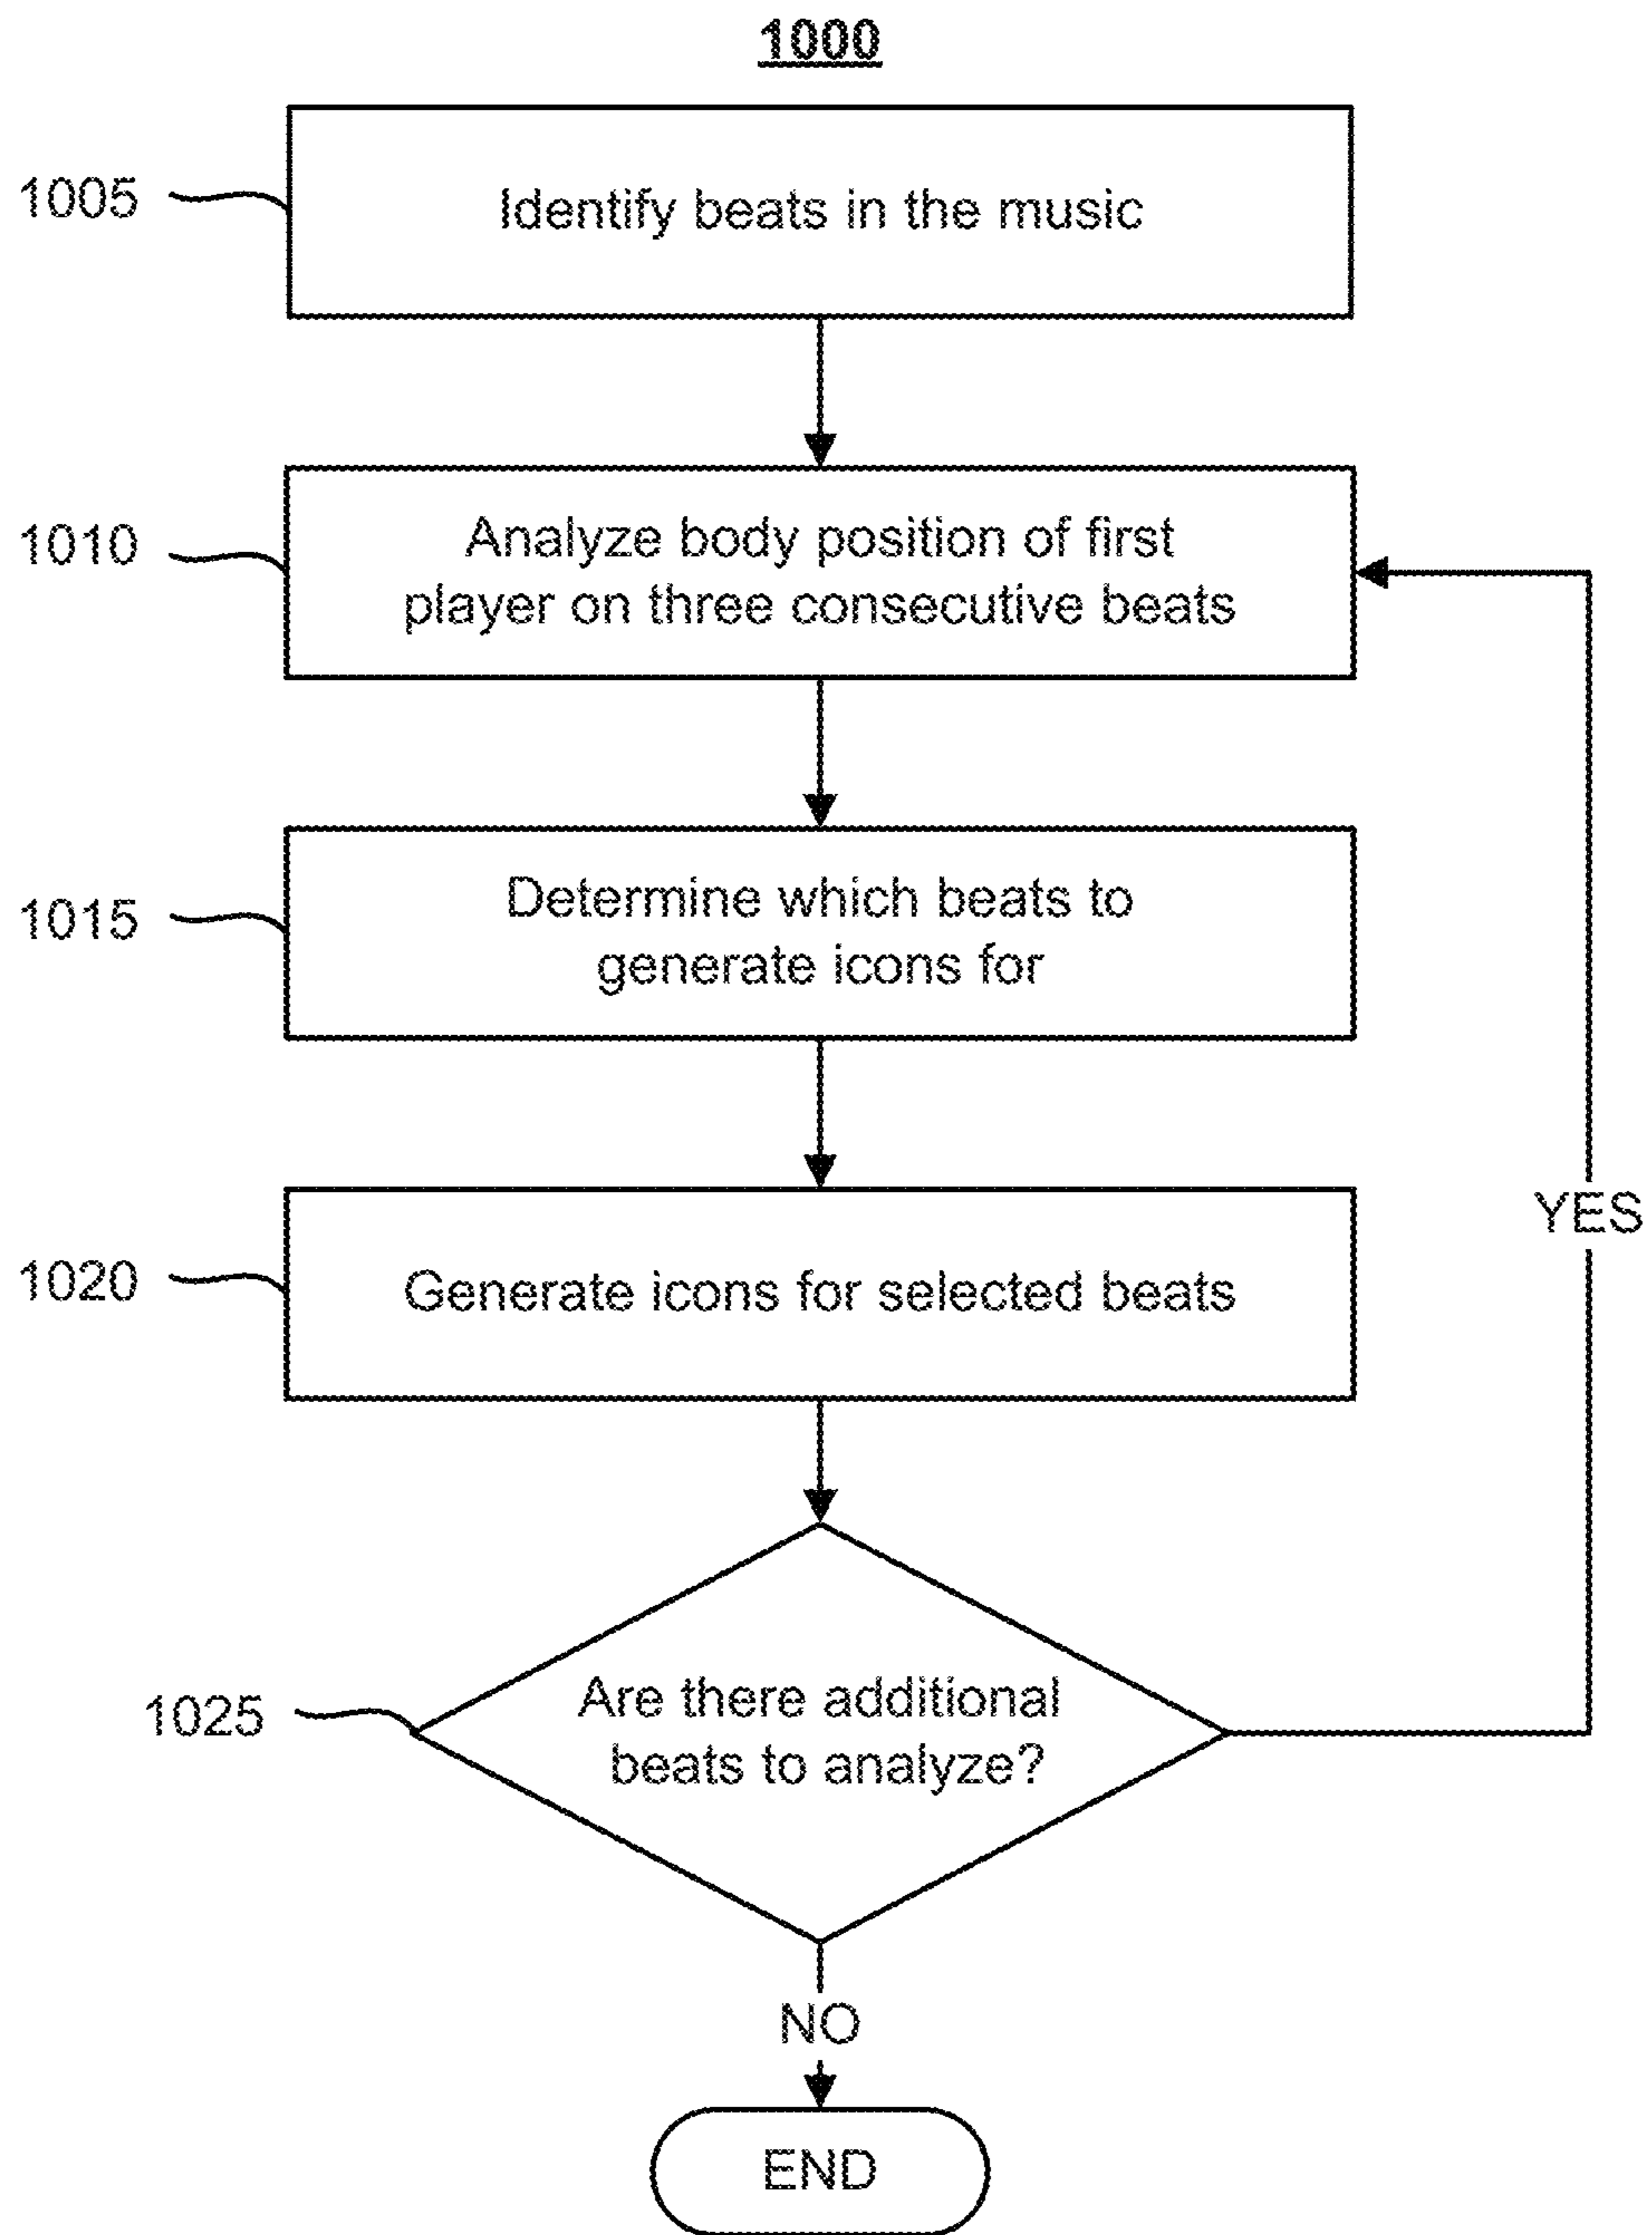 1000
1005
Identify beats in the music
1010
Analyze body position of first
player on three consecutive beats
1015
Determine which beats to
generate icons for
1020
Generate icons for selected beats
YES
1025
Are there additional
beats to analyze?
NO
END